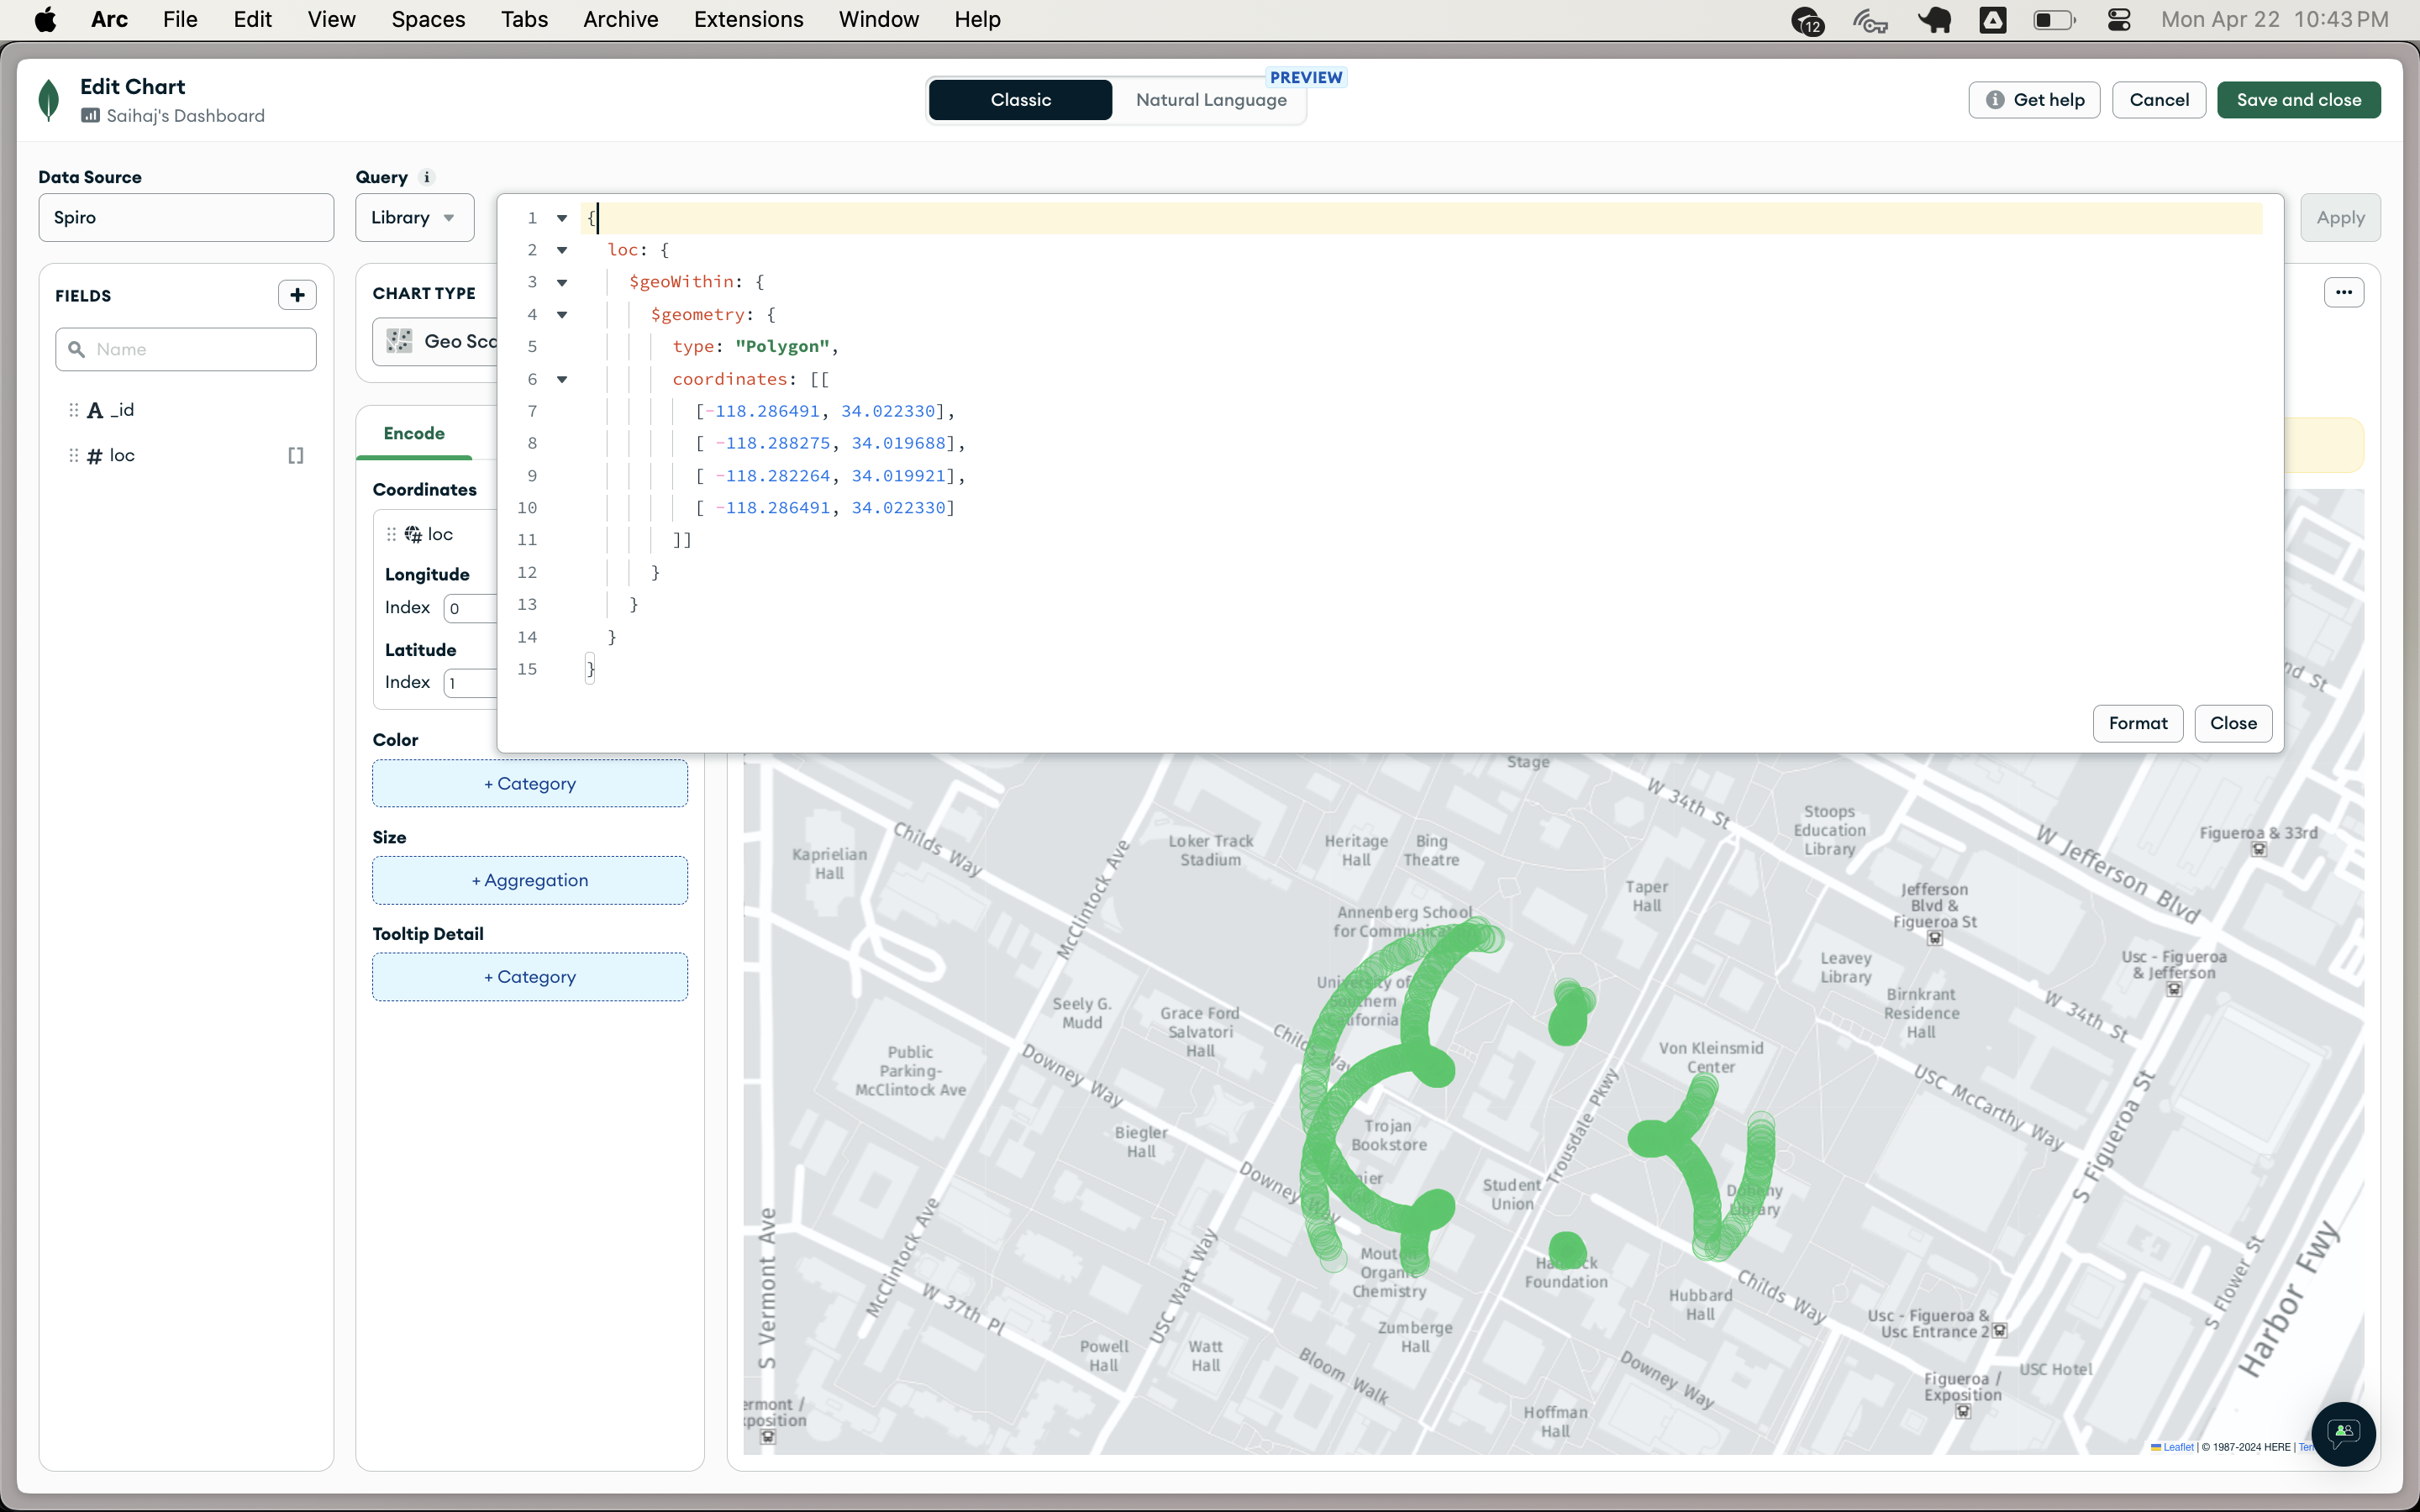 Arc File Edit View Spaces Tabs Archive Extensions Window Help 12 Mon Apr 22 10:43 PM
Edit Chart
Saihaj's Dashboard
Classic
Natural Language
PREVIEW
Get help
Cancel
Save and close
Data Source
Spiro
Query i
Library
Apply
FIELDS
+
Name
A _id
# loc []
CHART TYPE
Geo Sca
Encode
Coordinates
loc
Longitude
Index 0
Latitude
Index 1
Color
+ Category
Size
+ Aggregation
Tooltip Detail
+ Category
1 {
2 loc: {
3 $geoWithin: {
4 $geometry: {
5 type: "Polygon",
6 coordinates: [[
7 [-118.286491, 34.022330],
8 [ -118.288275, 34.019688],
9 [ -118.282264, 34.019921],
10 [ -118.286491, 34.022330]
11 ]]
12 }
13 }
14 }
15 }
Format
Close
nd St
Stage
W 34th St
Stoops
Education
Library
W Jefferson Blvd
Figueroa & 33rd
Kaprielian
Hall
Childs Way
McClintock Ave
Loker Track
Stadium
Heritage
Hall
Bing
Theatre
Taper
Hall
Jefferson
Blvd &
Figueroa St
Annenberg School
for Communication
Leavey
Library
Usc - Figueroa
& Jefferson
University of
Southern
California
Birnkrant
Residence
Hall
W 34th St
Seely G.
Mudd
Grace Ford
Salvatori
Hall
Childs Way
Von Kleinsmid
Center
Public
Parking-
McClintock Ave
Downey Way
USC McCarthy Way
Trousdale Pkwy
S Figueroa St
Biegler
Hall
Trojan
Bookstore
Downey Way
Student
Union
Doheny
Library
S Vermont Ave
McClintock Ave
USC Watt Way
W 37th Pl
Mouton
Organic
Chemistry
Hancock
Foundation
Childs Way
Hubbard
Hall
Usc - Figueroa &
Usc Entrance 2
S Flower St
Harbor Fwy
Zumberge
Hall
Powell
Hall
Watt
Hall
Bloom Walk
Downey Way
USC Hotel
Figueroa /
Exposition
Hoffman
Hall
ermont /
xposition
Leaflet | © 1987-2024 HERE | Ter